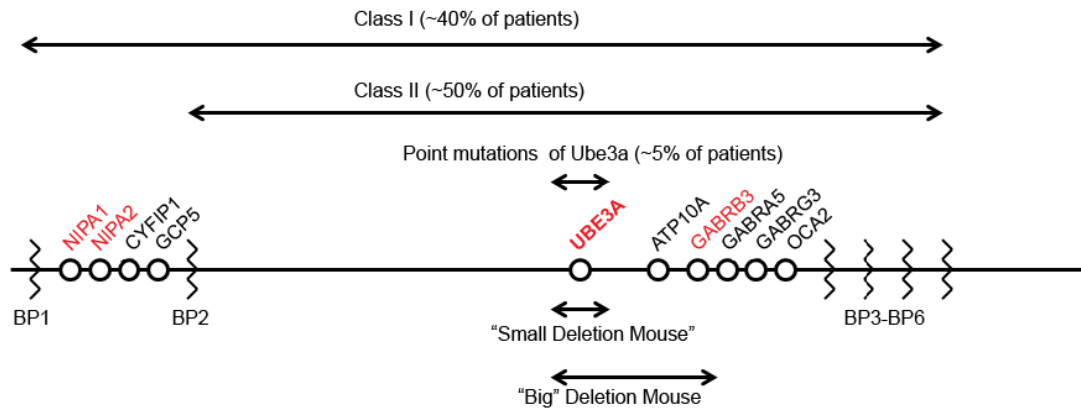 Class I (~40% of patients)
Class II (~50% of patients)
Point mutations of Ube3a (~5% of patients)
NIPA1
NIPA2
CYFIP1
GCP5
UBE3A
ATP10A
GABRB3
GABRA5
GABRG3
OCA2
BP1
BP2
BP3-BP6
“Small Deletion Mouse”
“Big” Deletion Mouse